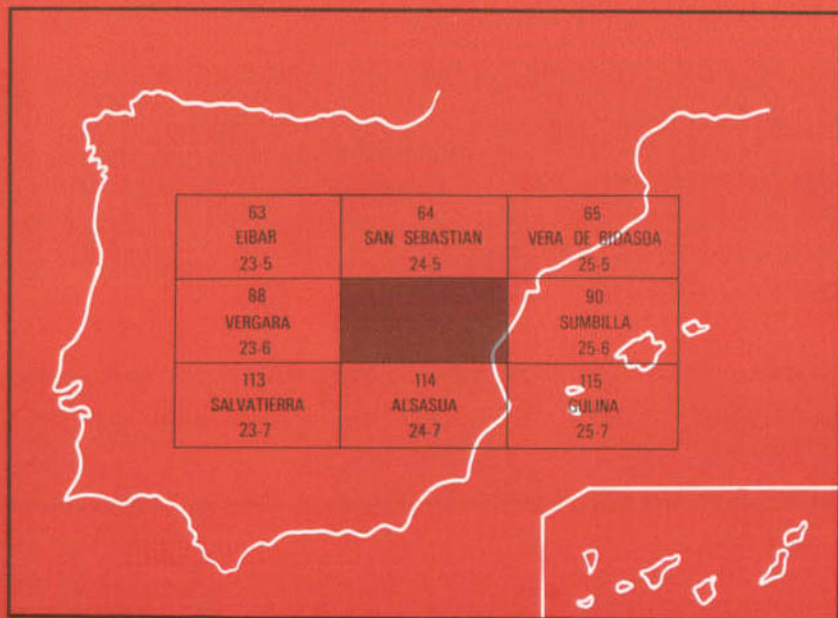 63
EIBAR
23-5
64
SAN SEBASTIAN
24-5
65
VERA DE BIDASOA
25-5
88
VERGARA
23-6
90
SUMBILLA
25-6
113
SALVATIERRA
23-7
114
ALSASUA
24-7
115
GULINA
25-7